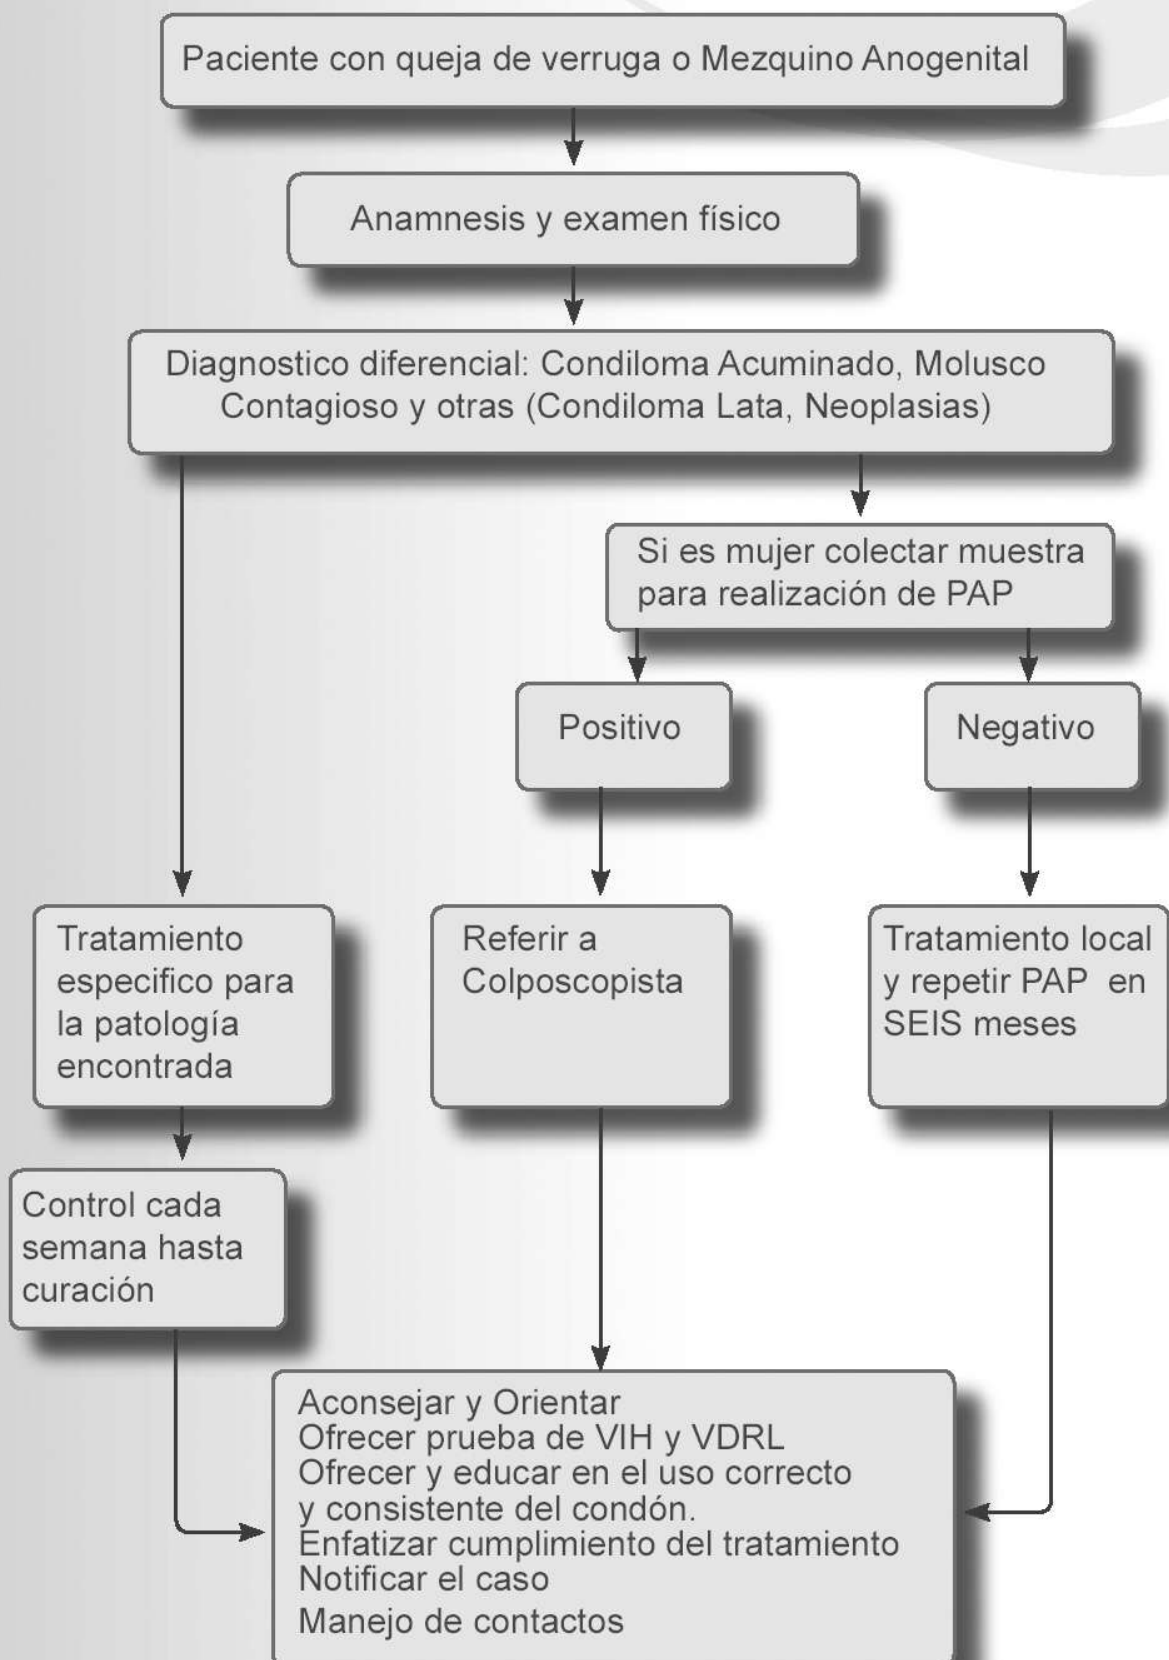 Paciente con queja de verruga o Mezquino Anogenital
Anamnesis y examen físico
Diagnostico diferencial: Condiloma Acuminado, Molusco
Contagioso y otras (Condiloma Lata, Neoplasias)
Si es mujer colectar muestra
para realización de PAP
Positivo
Negativo
Tratamiento
especifico para
la patología
encontrada
Referir a
Colposcopista
Tratamiento local
y repetir PAP en
SEIS meses
Control cada
semana hasta
curación
Aconsejar y Orientar
Ofrecer prueba de VIH y VDRL
Ofrecer y educar en el uso correcto
y consistente del condón.
Enfatizar cumplimiento del tratamiento
Notificar el caso
Manejo de contactos